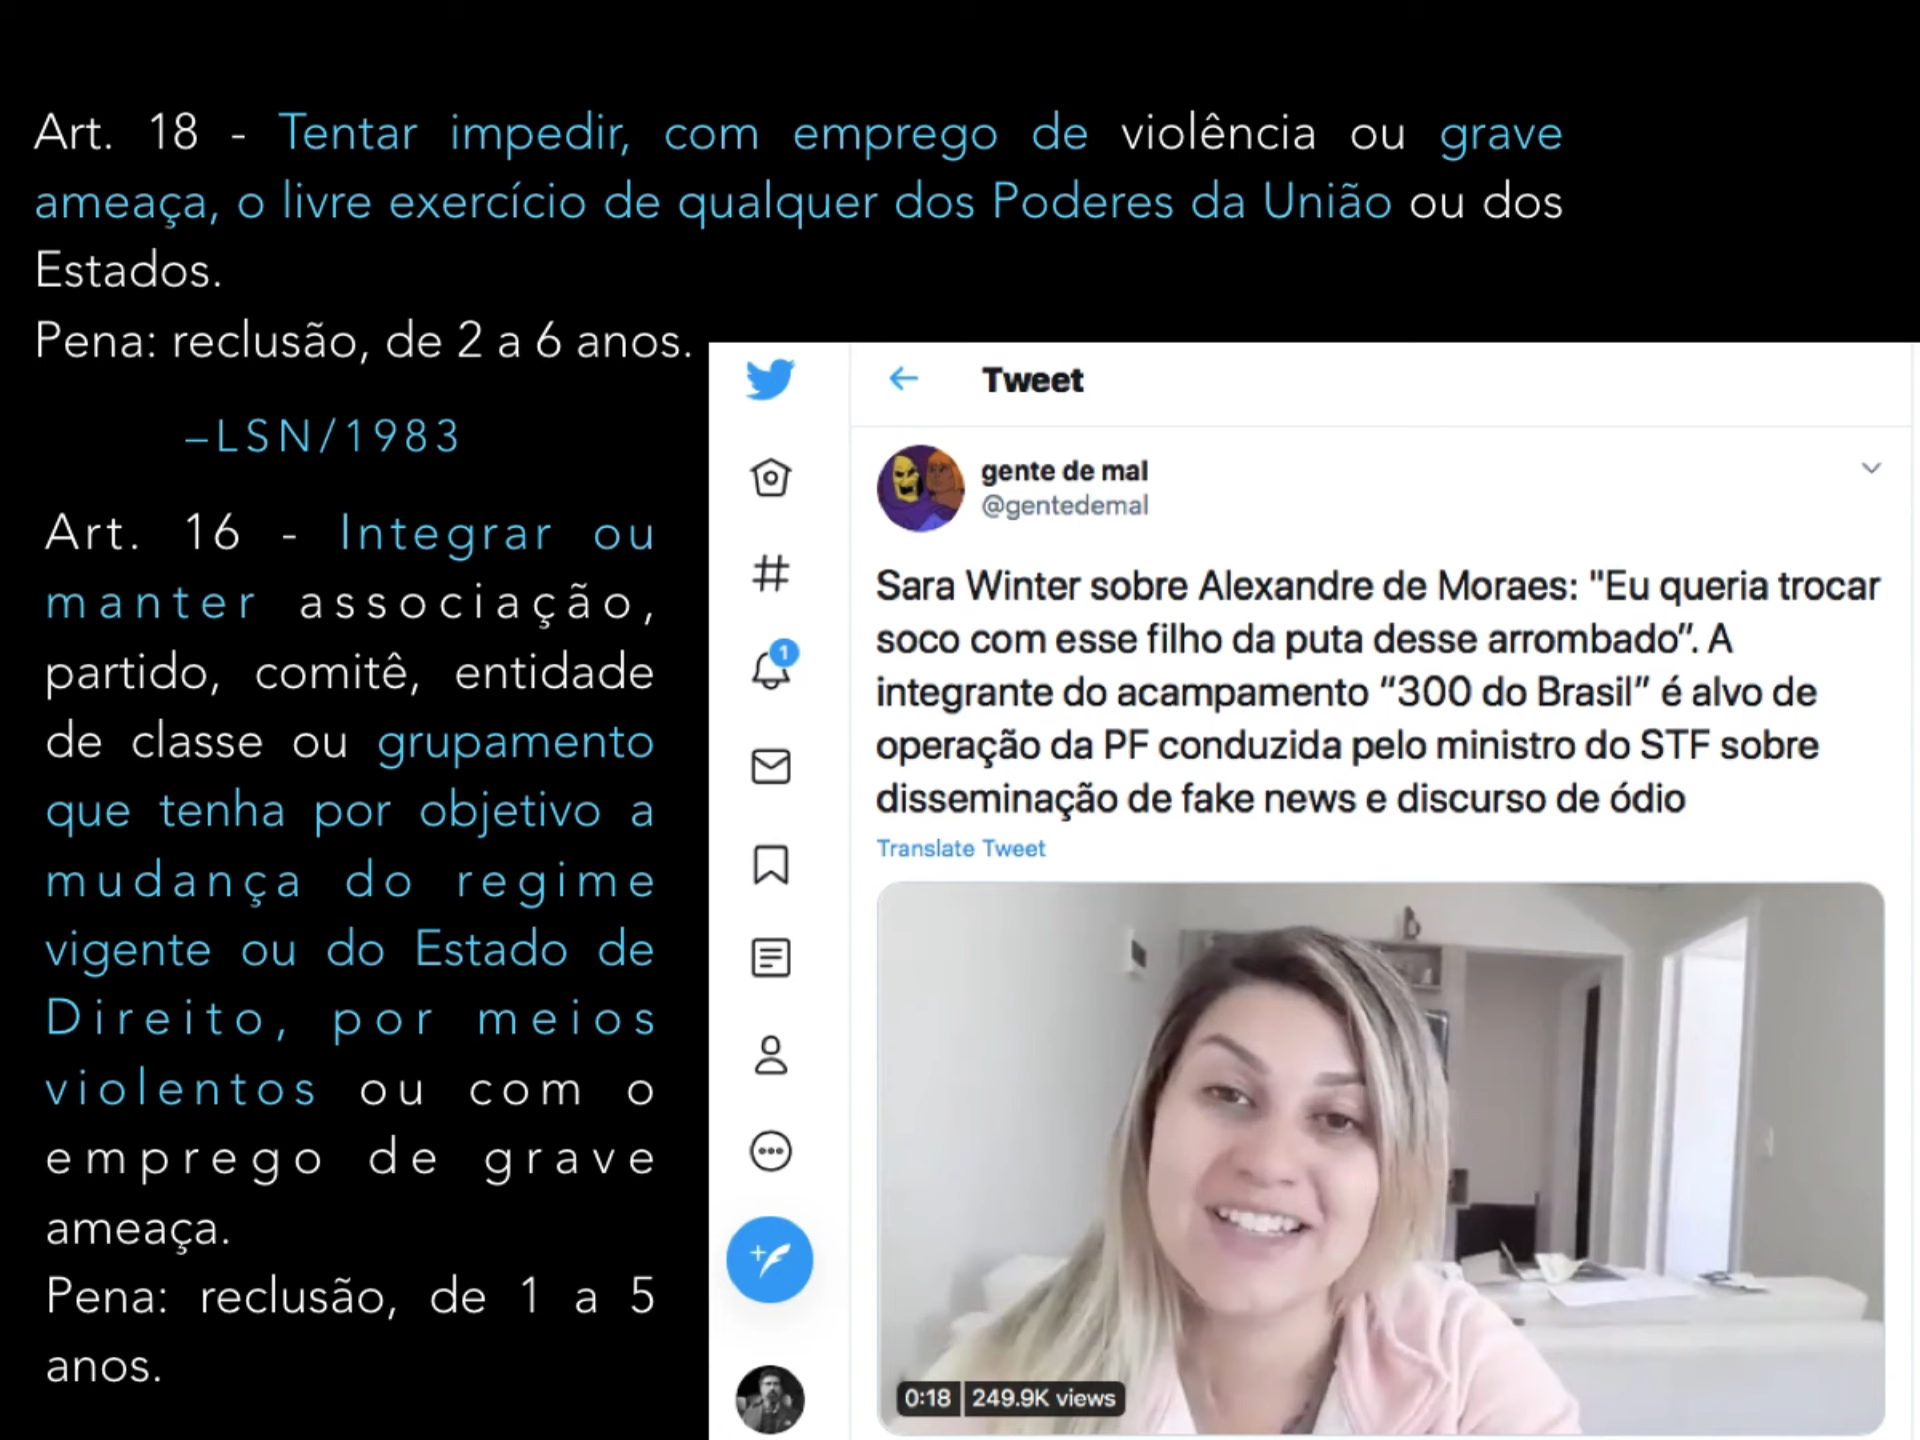 Art. 18 - Tentar impedir, com emprego de violência ou grave
ameaça, o livre exercício de qualquer dos Poderes da União ou dos
Estados.
Pena: reclusão, de 2 a 6 anos.
–LSN/1983
Art. 16 - Integrar ou
manter associação,
partido, comitê, entidade
de classe ou grupamento
que tenha por objetivo a
mudança do regime
vigente ou do Estado de
Direito, por meios
violentos ou com o
emprego de grave
ameaça.
Pena: reclusão, de 1 a 5
anos.
Tweet
1
gente de mal
@gentedemal
Sara Winter sobre Alexandre de Moraes: "Eu queria trocar
soco com esse filho da puta desse arrombado”. A
integrante do acampamento “300 do Brasil” é alvo de
operação da PF conduzida pelo ministro do STF sobre
disseminação de fake news e discurso de ódio
Translate Tweet
0:18 249.9K views